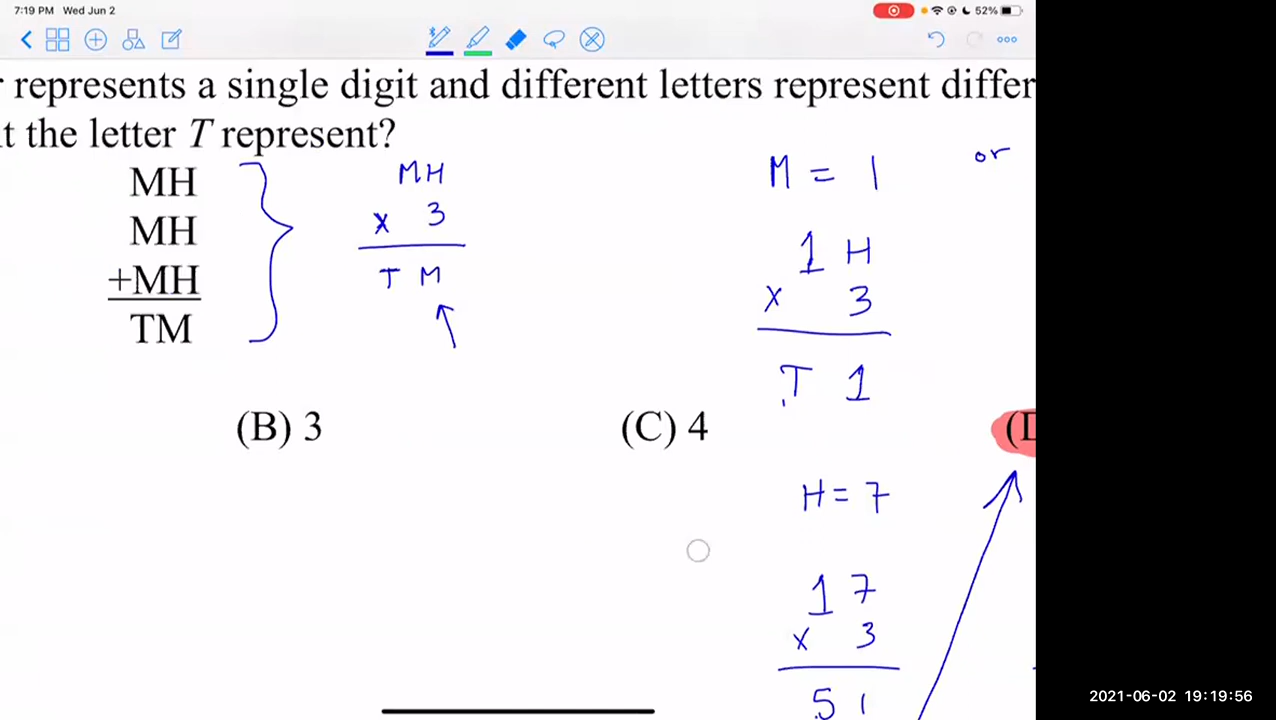 7:19 PM Wed Jun 2
52%
r represents a single digit and different letters represent differ
t the letter T represent?
MH
MH
+MH
TM
MH
x 3
T M
M = 1
or
1 H
x 3
T 1
(B) 3
(C) 4
(D
H = 7
1 7
x 3
5 1
2021-06-02 19:19:56